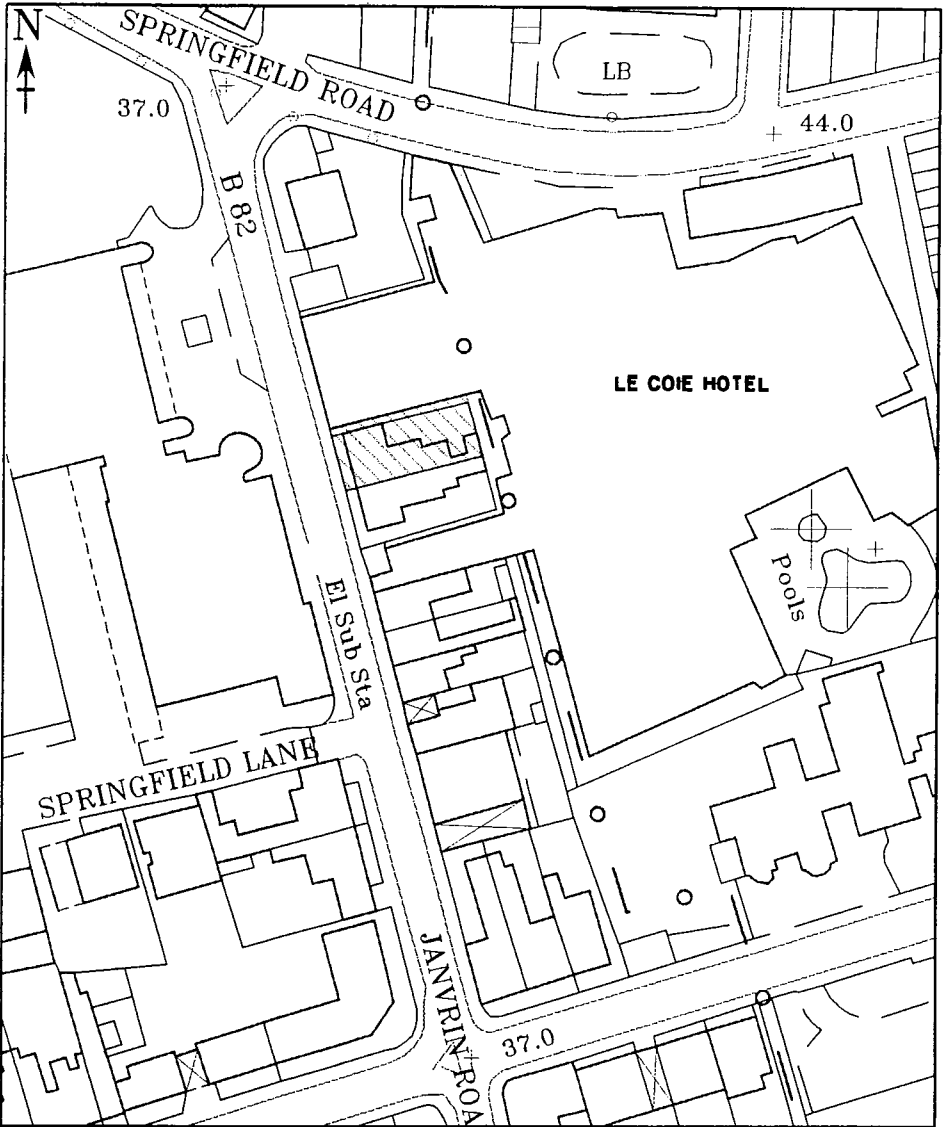 N
SPRINGFIELD ROAD
LB
37.0
44.0
B 82
LE COIE HOTEL
Pools
El Sub Sta
SPRINGFIELD LANE
JANVRIN ROA
37.0